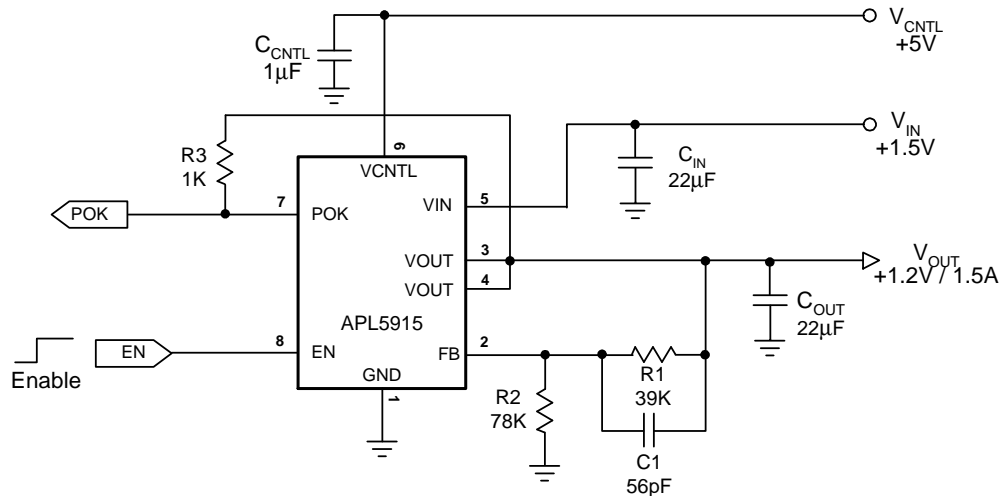 V_CNTL
+5V
C_CNTL
1μF
V_IN
+1.5V
R3
1K
6
VCNTL
C_IN
22μF
POK
7
POK
VIN
5
VOUT
3
VOUT
4
V_OUT
+1.2V / 1.5A
APL5915
C_OUT
22μF
Enable
EN
8
EN
FB
2
GND
1
R2
78K
R1
39K
C1
56pF